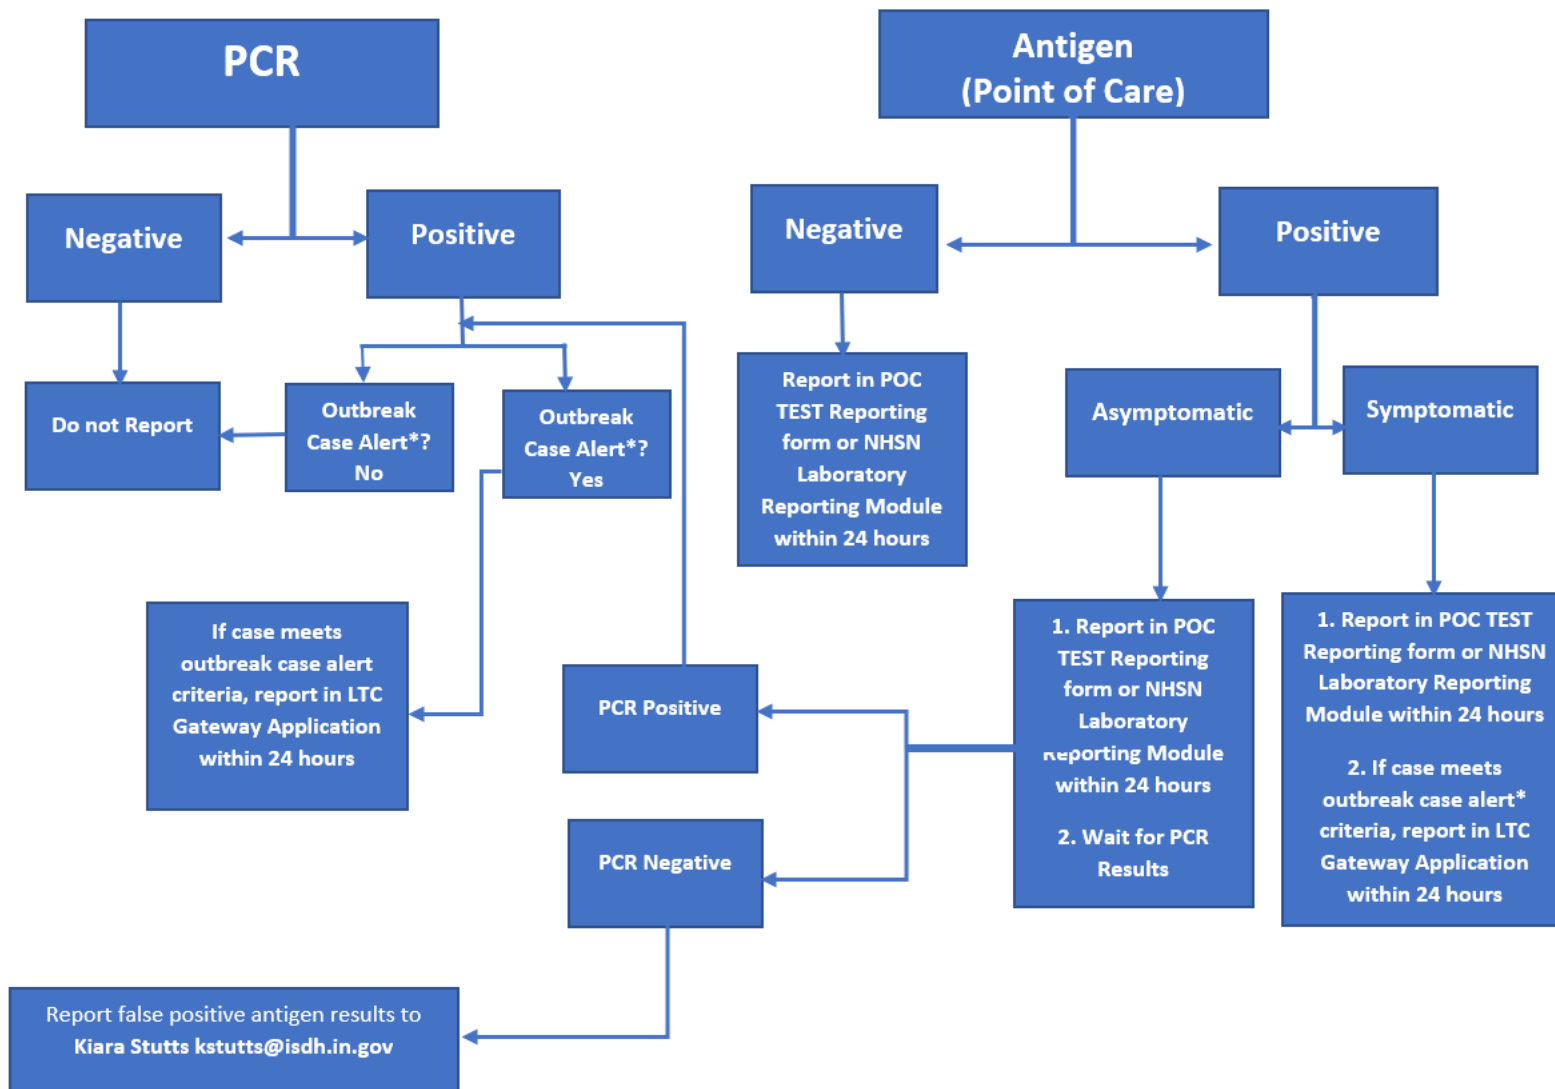 PCR
Antigen
(Point of Care)
Negative
Positive
Negative
Positive
Do not Report
Outbreak
Case Alert*?
No
Outbreak
Case Alert*?
Yes
Report in POC
TEST Reporting
form or NHSN
Laboratory
Reporting Module
within 24 hours
Asymptomatic
Symptomatic
If case meets
outbreak case alert
criteria, report in LTC
Gateway Application
within 24 hours
PCR Positive
PCR Negative
1. Report in POC
TEST Reporting
form or NHSN
Laboratory
Reporting Module
within 24 hours
2. Wait for PCR
Results
1. Report in POC TEST
Reporting form or NHSN
Laboratory Reporting
Module within 24 hours
2. If case meets
outbreak case alert*
criteria, report in LTC
Gateway Application
within 24 hours
Report false positive antigen results to
Kiara Stutts kstutts@isdh.in.gov